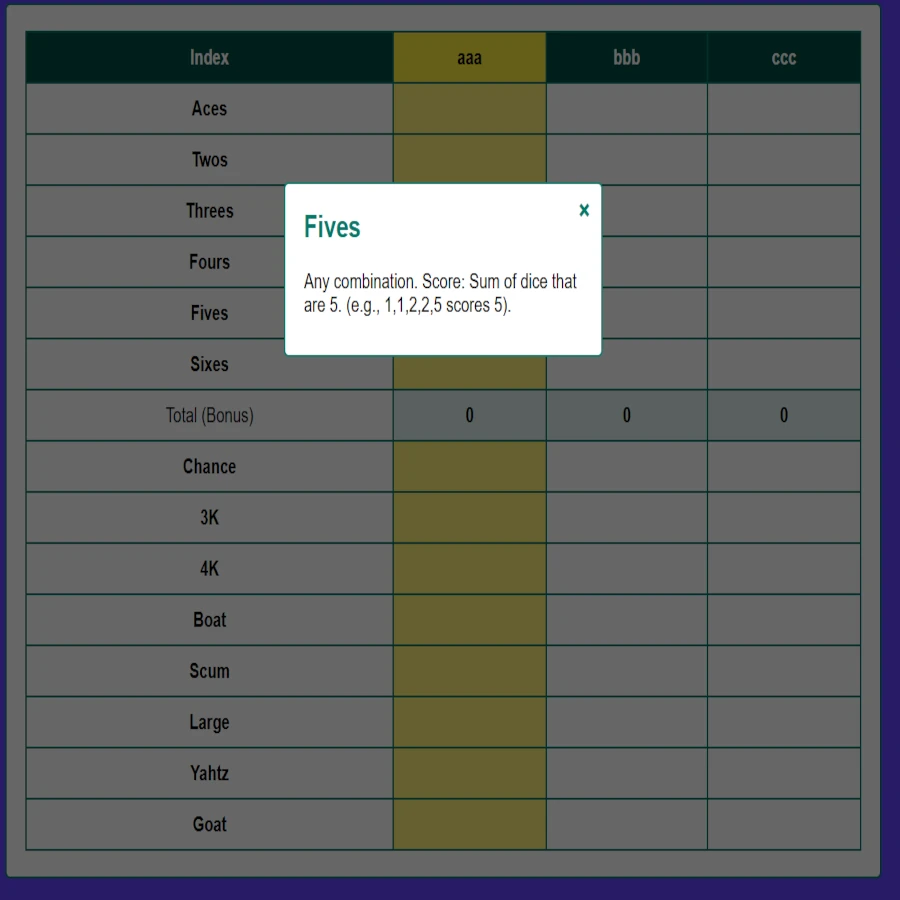 Index aaa bbb ccc
Aces
Twos
Threes
Fives
×
Any combination. Score: Sum of dice that
are 5. (e.g., 1,1,2,2,5 scores 5).
Fours
Fives
Sixes
Total (Bonus) 0 0 0
Chance
3K
4K
Boat
Scum
Large
Yahtz
Goat